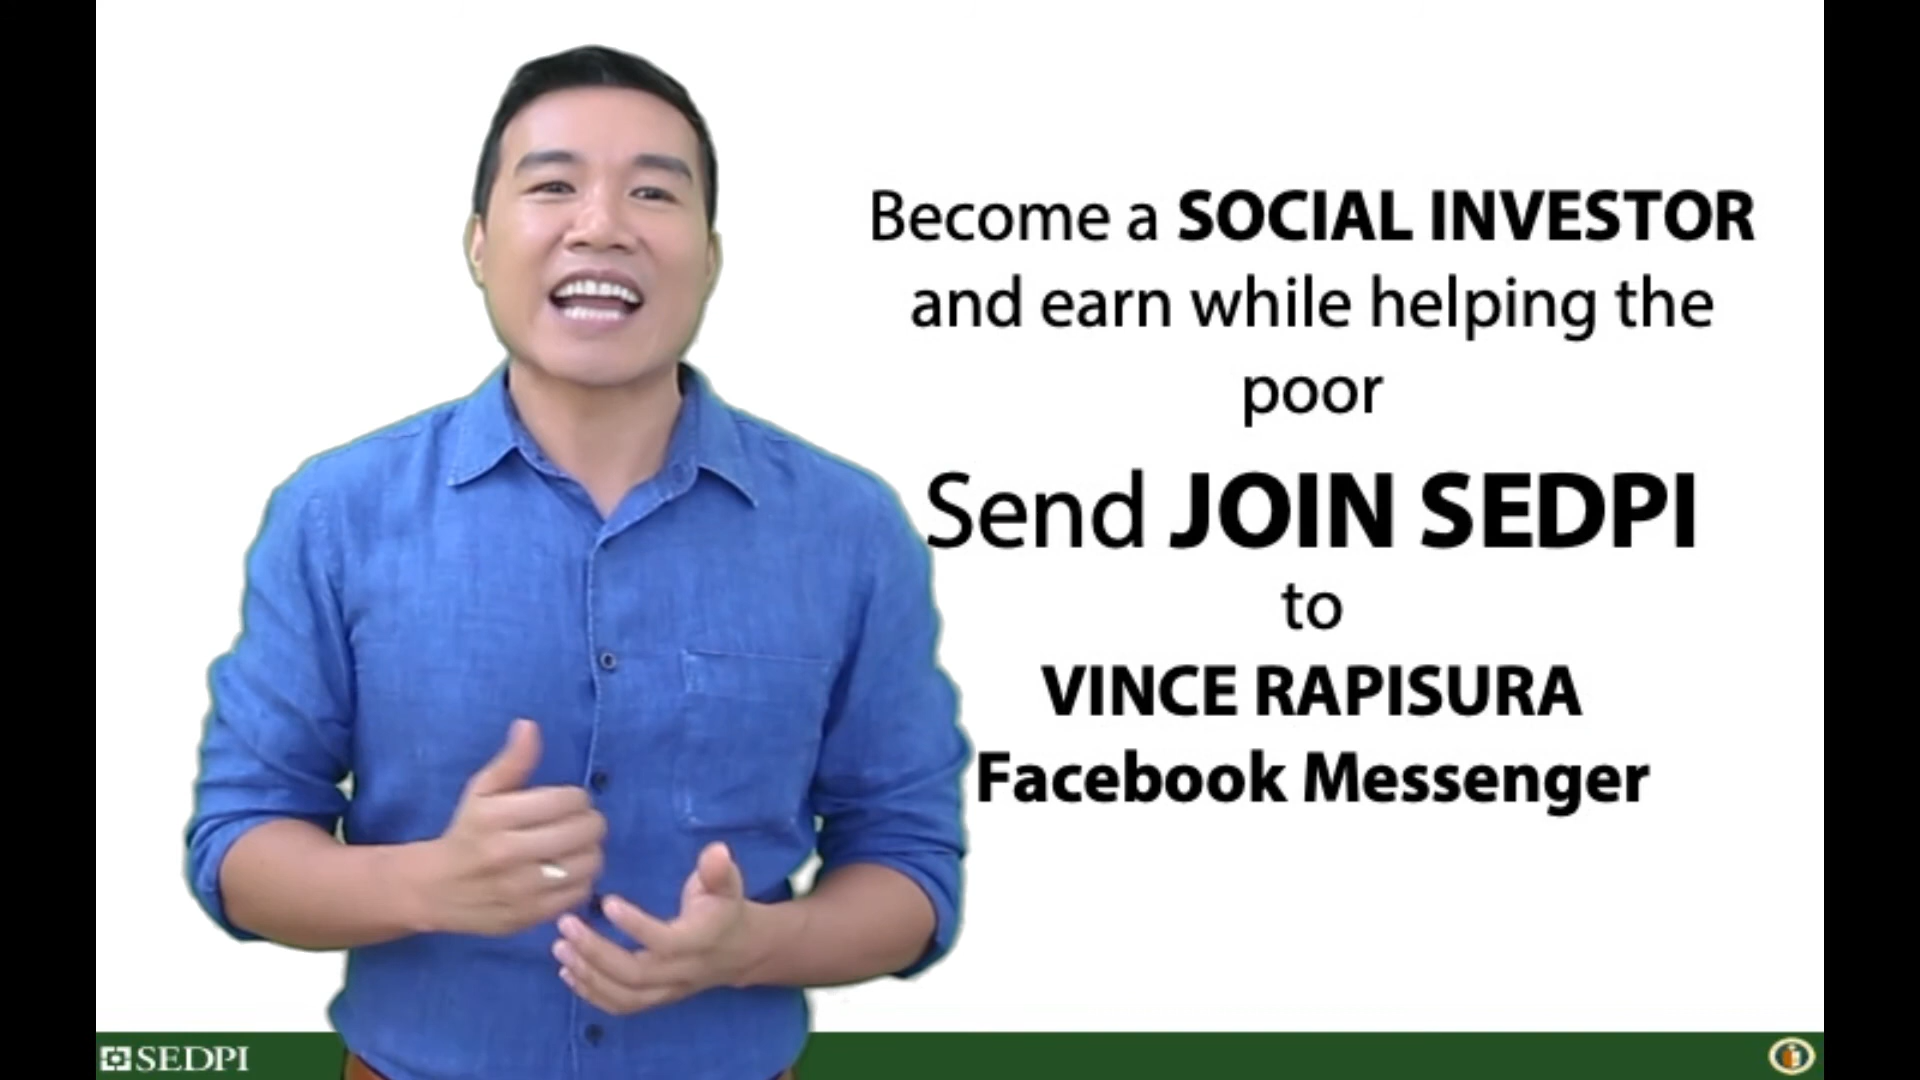 Become a SOCIAL INVESTOR
and earn while helping the
poor
Send JOIN SEDPI
to
VINCE RAPISURA
Facebook Messenger
SEDPI